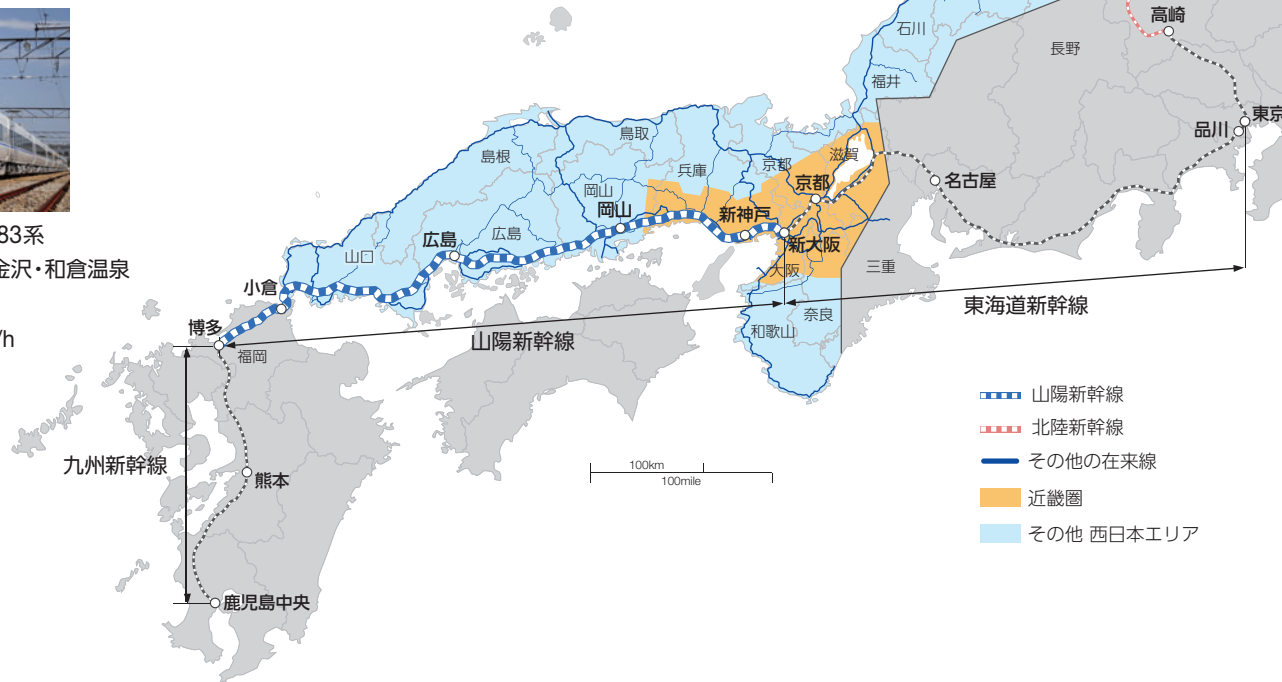 83系
金沢・和倉温泉
/h
高崎
石川
長野
福井
東京
品川
鳥取
島根
滋賀
兵庫
京都
名古屋
岡山
京都
岡山
新神戸
広島
広島
新大阪
山口
大阪
三重
小倉
奈良
東海道新幹線
博多
和歌山
山陽新幹線
福岡
九州新幹線
熊本
鹿児島中央
100km
100mile
山陽新幹線
北陸新幹線
その他の在来線
近畿圏
その他 西日本エリア